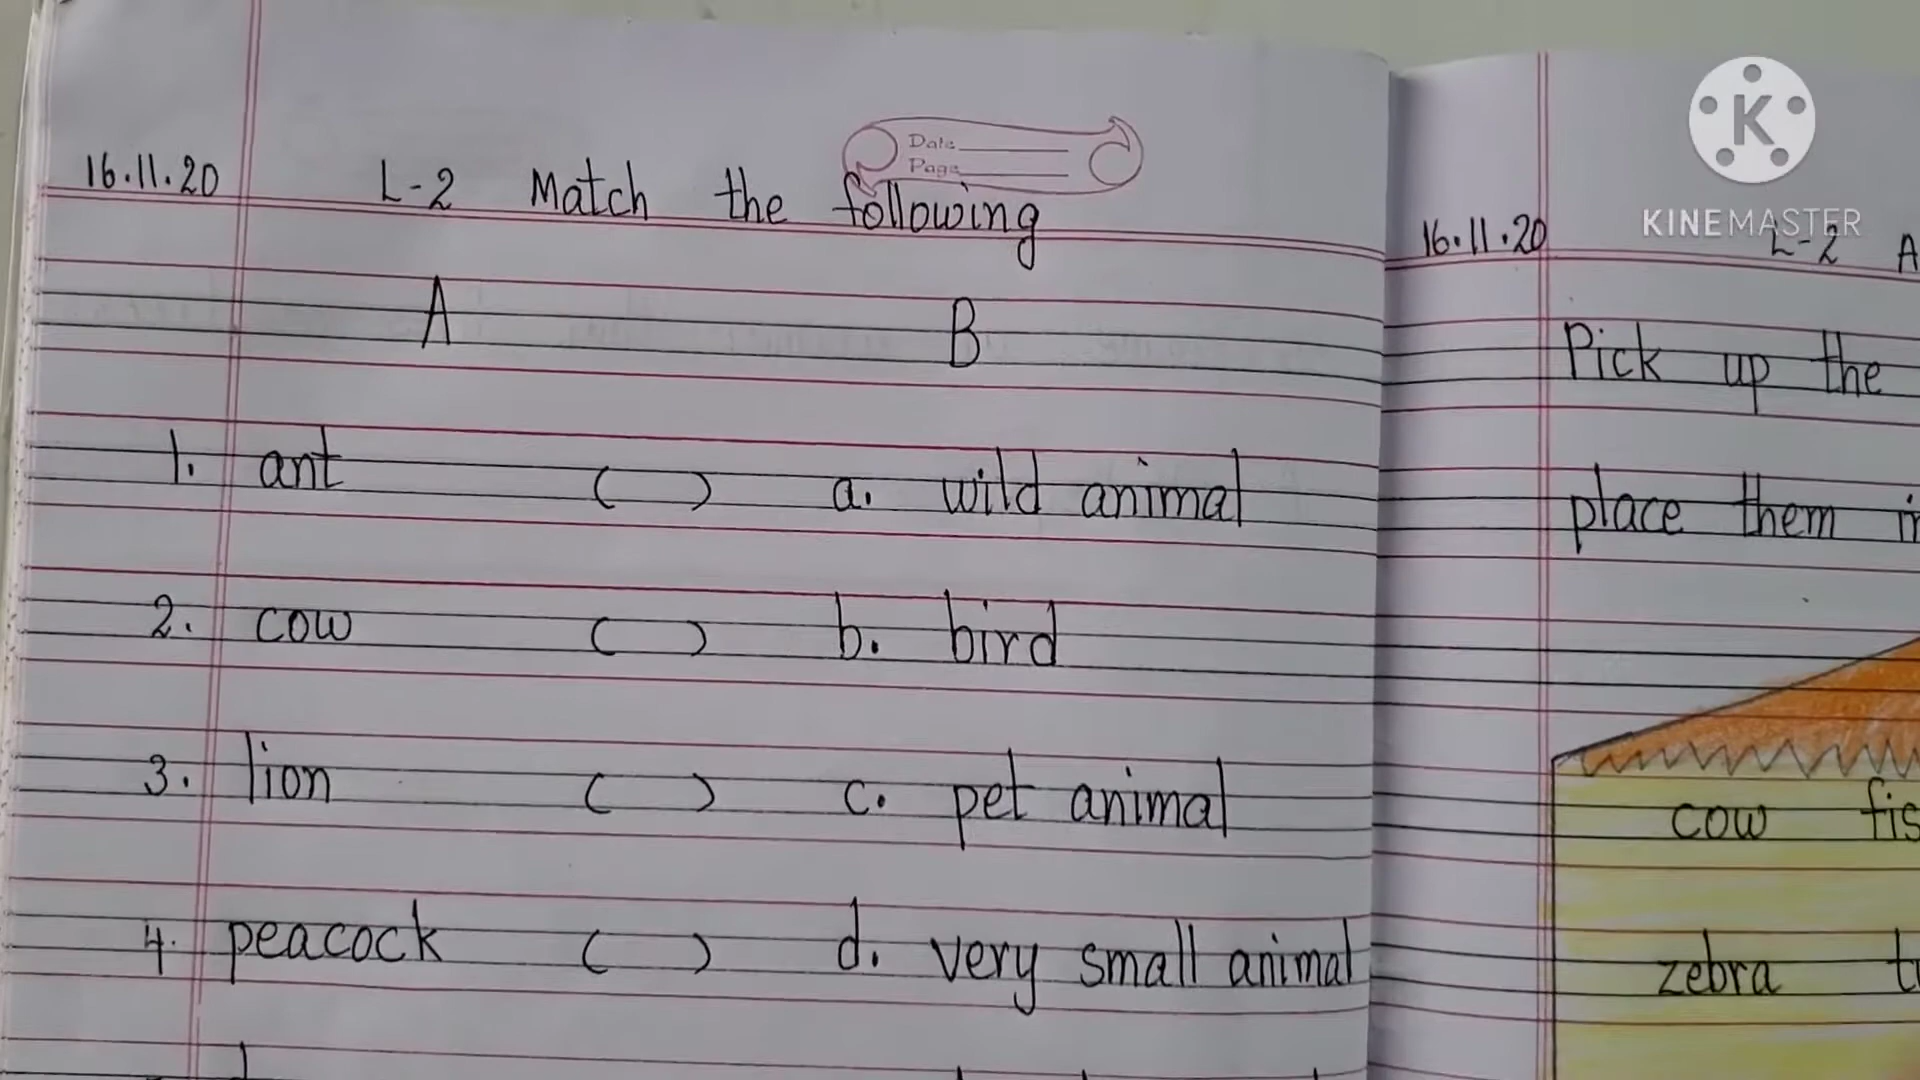 Date
Page
16.11.20 L-2 Match the following
A B
1. ant ( ) a. wild animal
2. cow ( ) b. bird
3. lion ( ) c. pet animal
4. peacock ( ) d. very small animal
K
KINEMASTER
16.11.20 L-2 A
Pick up the
place them
cow
zebra